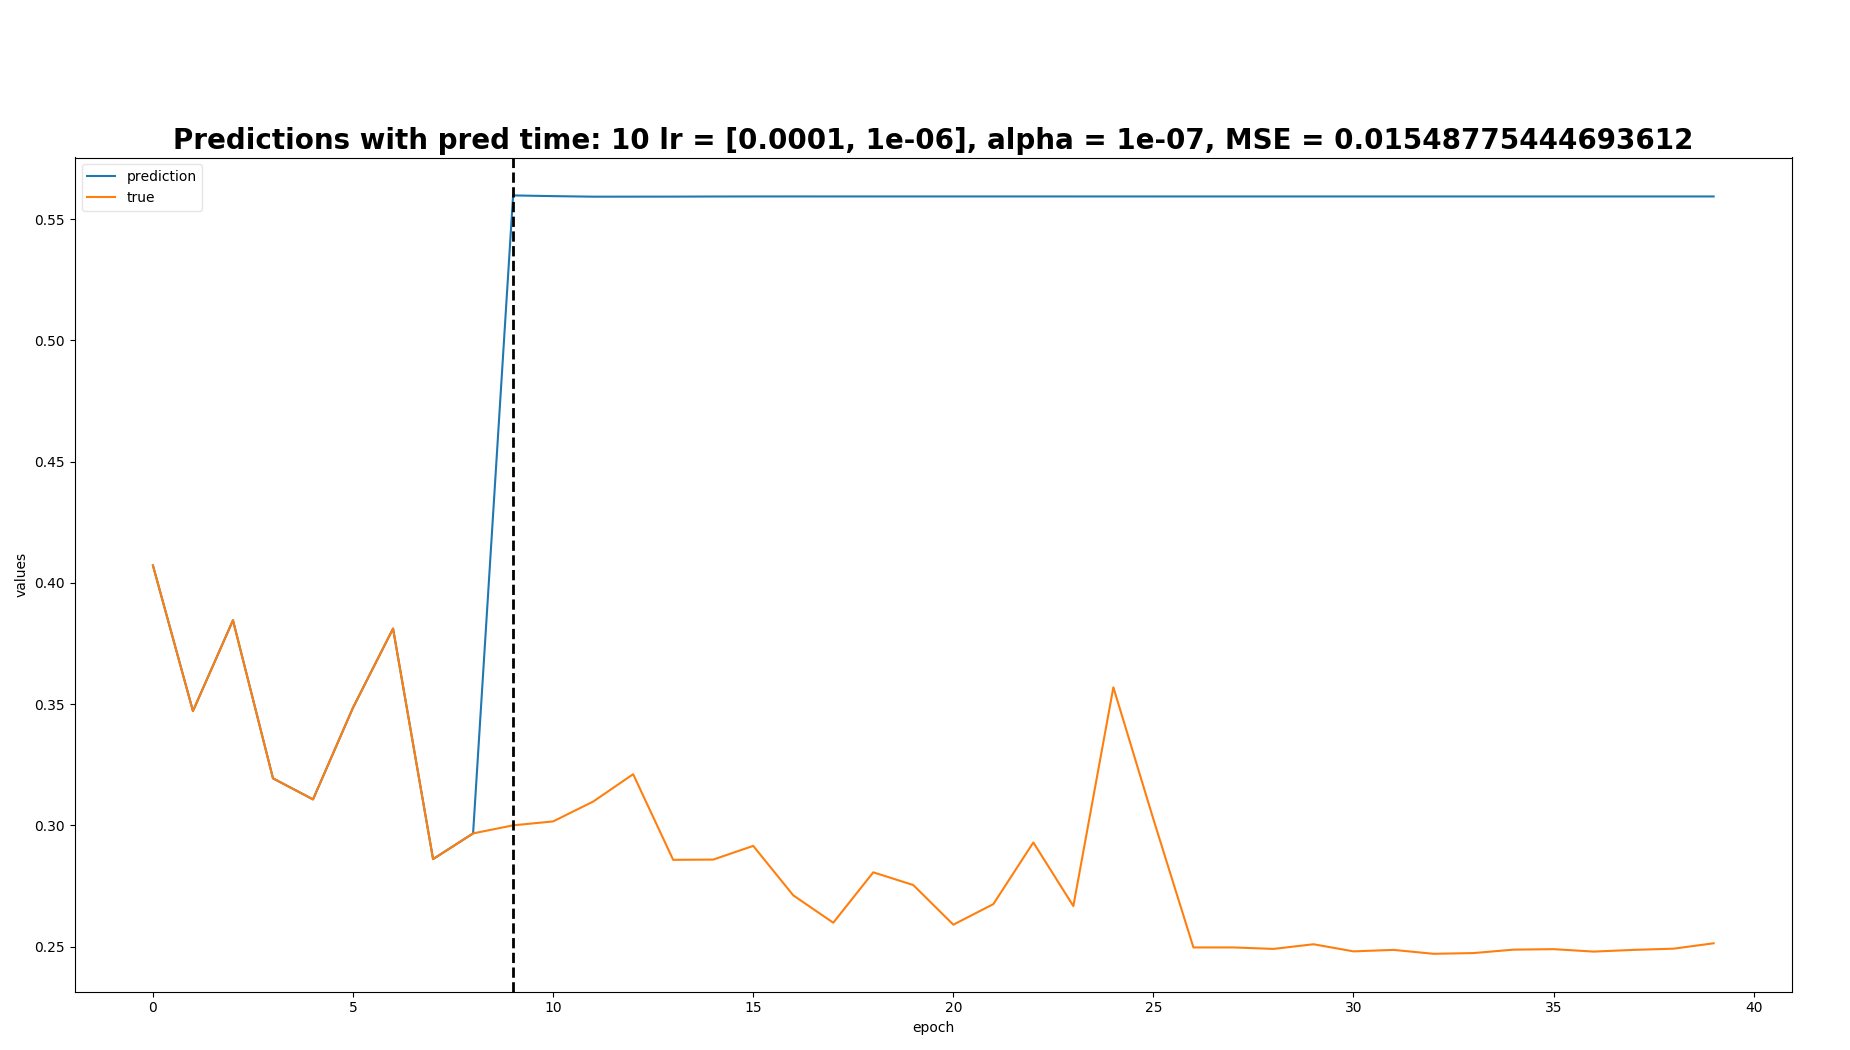 Predictions with pred time: 10 lr = [0.0001, 1e-06], alpha = 1e-07, MSE = 0.01548775444693612
prediction
true
0.55
0.50
0.45
0.40
0.35
0.30
0.25
values
0 5 10 15 20 25 30 35 40
epoch